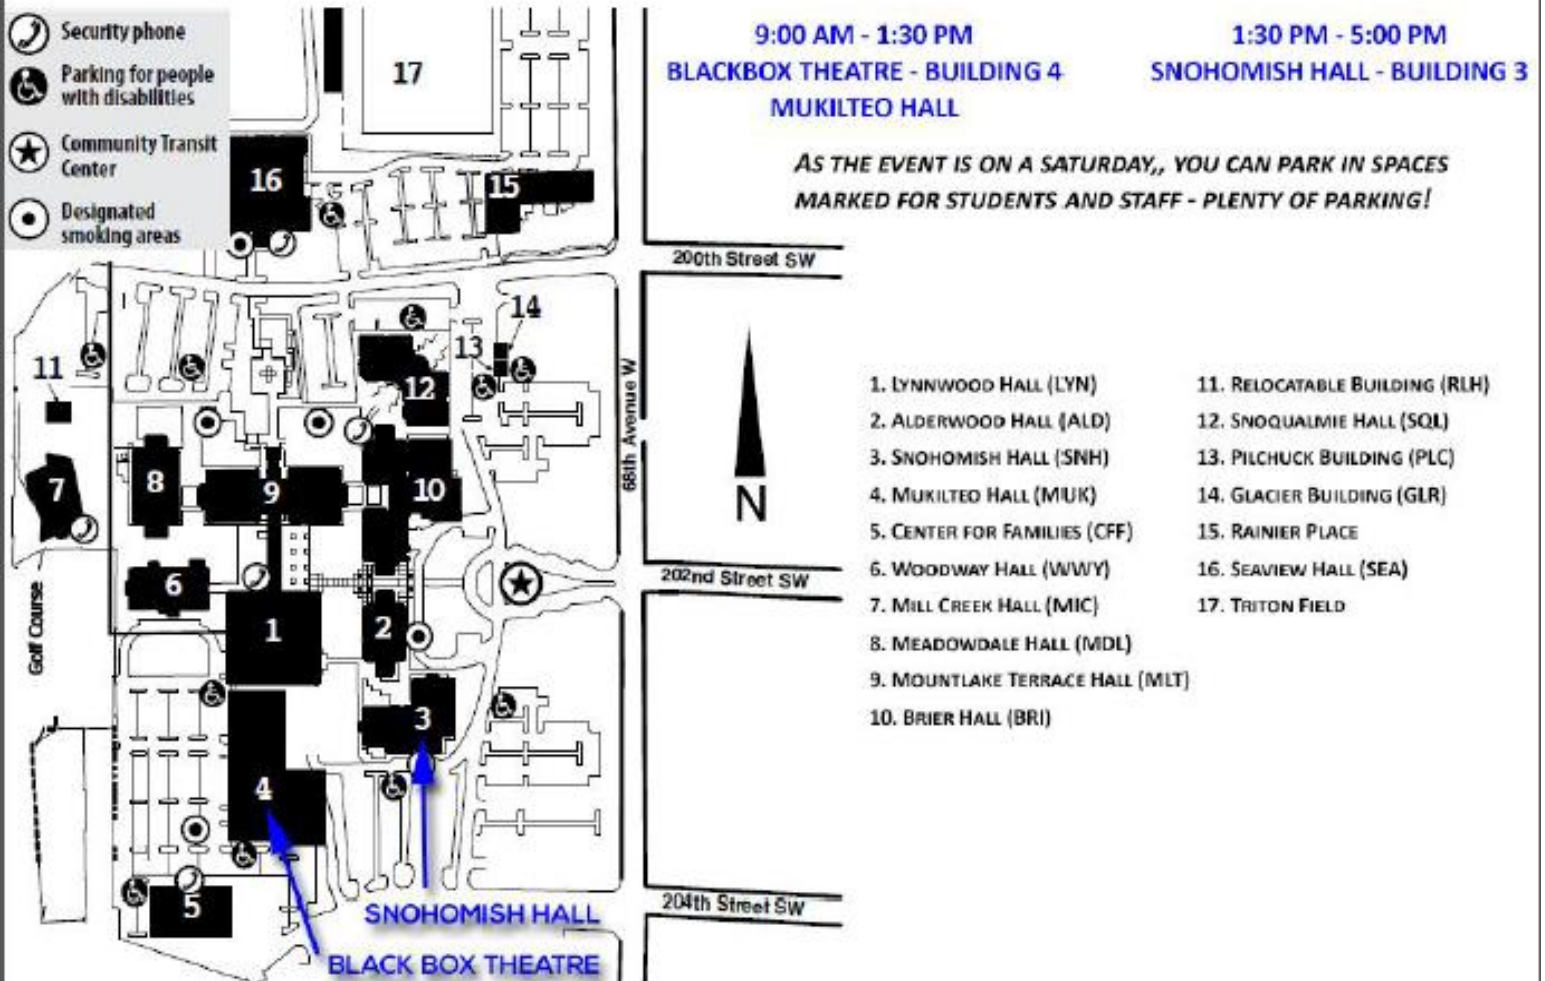 Security phone
Parking for people
with disabilities
Community Transit
Center
Designated
smoking areas
9:00 AM - 1:30 PM
BLACKBOX THEATRE - BUILDING 4
MUKILTEO HALL
1:30 PM - 5:00 PM
SNOHOMISH HALL - BUILDING 3
AS THE EVENT IS ON A SATURDAY,, YOU CAN PARK IN SPACES
MARKED FOR STUDENTS AND STAFF - PLENTY OF PARKING!
17
16
15
200th Street SW
14
13
12
11
68th Avenue W
N
10
9
8
7
6
202nd Street SW
Golf Course
1
2
3
4
5
204th Street SW
SNOHOMISH HALL
BLACK BOX THEATRE
1. LYNNWOOD HALL (LYN)
2. ALDERWOOD HALL (ALD)
3. SNOHOMISH HALL (SNH)
4. MUKILTEO HALL (MUK)
5. CENTER FOR FAMILIES (CFF)
6. WOODWAY HALL (WWY)
7. MILL CREEK HALL (MIC)
8. MEADOWDALE HALL (MDL)
9. MOUNTLAKE TERRACE HALL (MLT)
10. BRIER HALL (BRI)
11. RELOCATABLE BUILDING (RLH)
12. SNOQUALMIE HALL (SQL)
13. PILCHUCK BUILDING (PLC)
14. GLACIER BUILDING (GLR)
15. RAINIER PLACE
16. SEAVIEW HALL (SEA)
17. TRITON FIELD